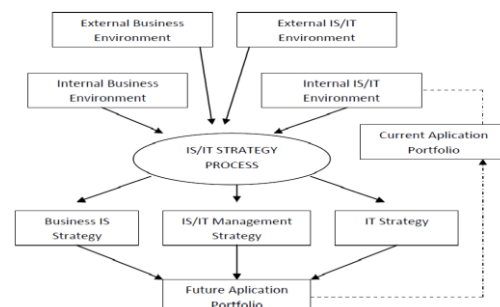 External Business
Environment
External IS/IT
Environment
Internal Business
Environment
Internal IS/IT
Environment
Current Aplication
Portfolio
IS/IT STRATEGY
PROCESS
Business IS
Strategy
IS/IT Management
Strategy
IT Strategy
Future Aplication
Portfolio